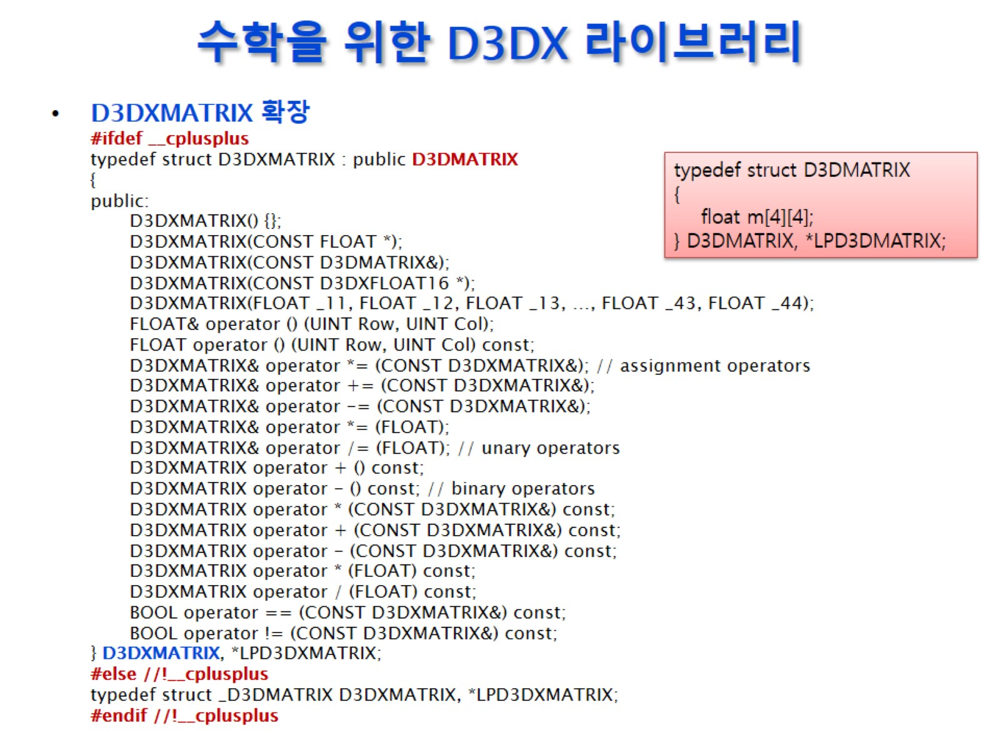 수학을 위한 D3DX 라이브러리
• D3DXMATRIX 확장
#ifdef __cplusplus
typedef struct D3DXMATRIX : public D3DMATRIX
{
public:
D3DXMATRIX() {};
D3DXMATRIX(CONST FLOAT *);
D3DXMATRIX(CONST D3DMATRIX&);
D3DXMATRIX(CONST D3DXFLOAT16 *);
D3DXMATRIX(FLOAT _11, FLOAT _12, FLOAT _13, ..., FLOAT _43, FLOAT _44);
FLOAT& operator () (UINT Row, UINT Col);
FLOAT operator () (UINT Row, UINT Col) const;
D3DXMATRIX& operator *= (CONST D3DXMATRIX&); // assignment operators
D3DXMATRIX& operator += (CONST D3DXMATRIX&);
D3DXMATRIX& operator -= (CONST D3DXMATRIX&);
D3DXMATRIX& operator *= (FLOAT);
D3DXMATRIX& operator /= (FLOAT); // unary operators
D3DXMATRIX operator + () const;
D3DXMATRIX operator - () const; // binary operators
D3DXMATRIX operator * (CONST D3DXMATRIX&) const;
D3DXMATRIX operator + (CONST D3DXMATRIX&) const;
D3DXMATRIX operator - (CONST D3DXMATRIX&) const;
D3DXMATRIX operator * (FLOAT) const;
D3DXMATRIX operator / (FLOAT) const;
BOOL operator == (CONST D3DXMATRIX&) const;
BOOL operator != (CONST D3DXMATRIX&) const;
} D3DXMATRIX, *LPD3DXMATRIX;
#else //!__cplusplus
typedef struct _D3DMATRIX D3DXMATRIX, *LPD3DXMATRIX;
#endif //!__cplusplus
typedef struct D3DMATRIX
{
float m[4][4];
} D3DMATRIX, *LPD3DMATRIX;